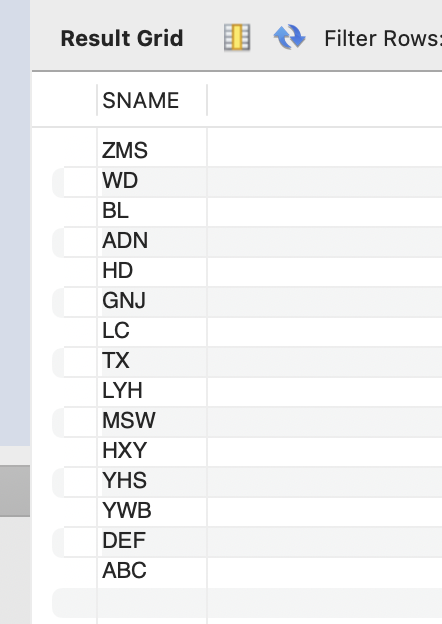 Result Grid Filter Rows:
SNAME
ZMS
WD
BL
ADN
HD
GNJ
LC
TX
LYH
MSW
HXY
YHS
YWB
DEF
ABC